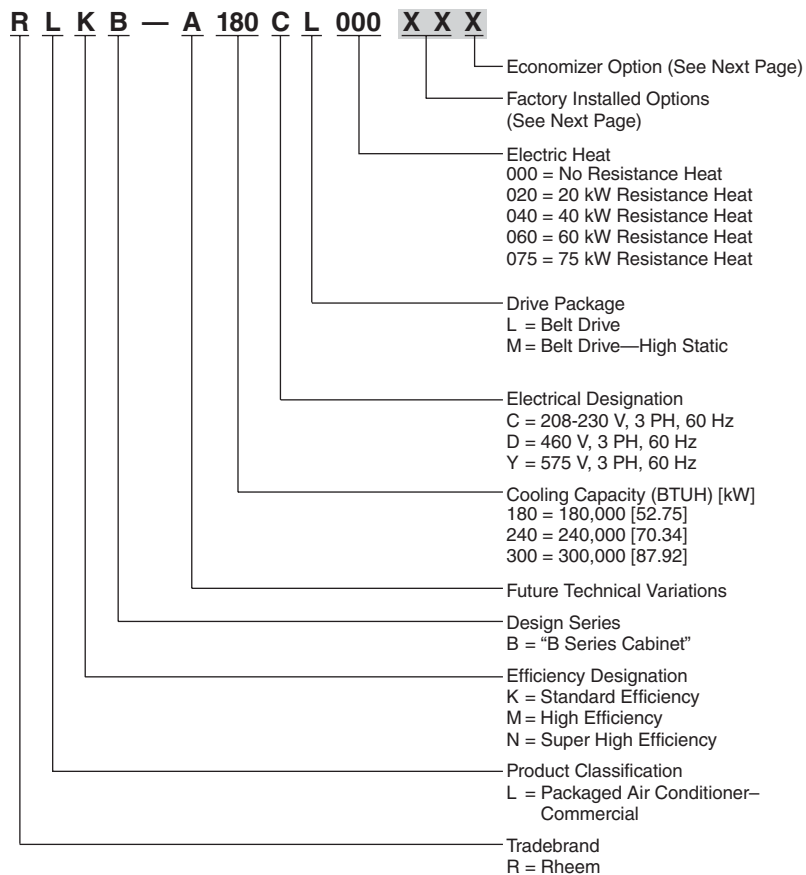 R L K B — A 180 C L 000 X X X
Economizer Option (See Next Page)
Factory Installed Options
(See Next Page)
Electric Heat
000 = No Resistance Heat
020 = 20 kW Resistance Heat
040 = 40 kW Resistance Heat
060 = 60 kW Resistance Heat
075 = 75 kW Resistance Heat
Drive Package
L = Belt Drive
M = Belt Drive—High Static
Electrical Designation
C = 208-230 V, 3 PH, 60 Hz
D = 460 V, 3 PH, 60 Hz
Y = 575 V, 3 PH, 60 Hz
Cooling Capacity (BTUH) [kW]
180 = 180,000 [52.75]
240 = 240,000 [70.34]
300 = 300,000 [87.92]
Future Technical Variations
Design Series
B = “B Series Cabinet”
Efficiency Designation
K = Standard Efficiency
M = High Efficiency
N = Super High Efficiency
Product Classification
L = Packaged Air Conditioner–
Commercial
Tradebrand
R = Rheem